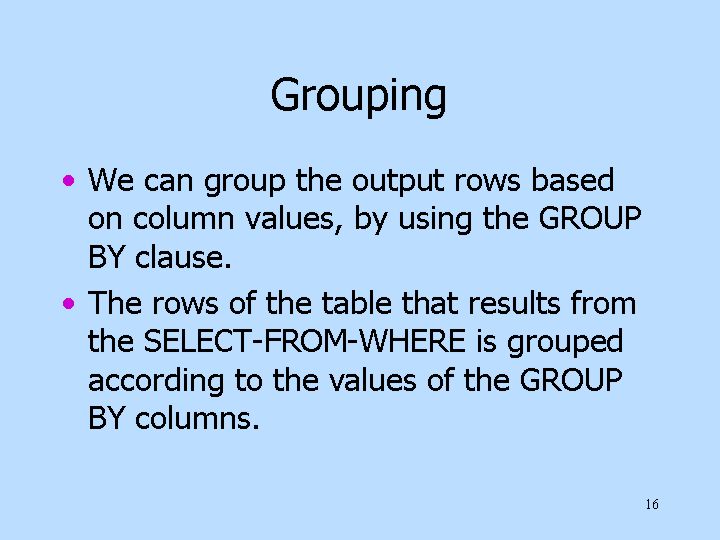 Grouping
• We can group the output rows based
on column values, by using the GROUP
BY clause.
• The rows of the table that results from
the SELECT-FROM-WHERE is grouped
according to the values of the GROUP
BY columns.
16